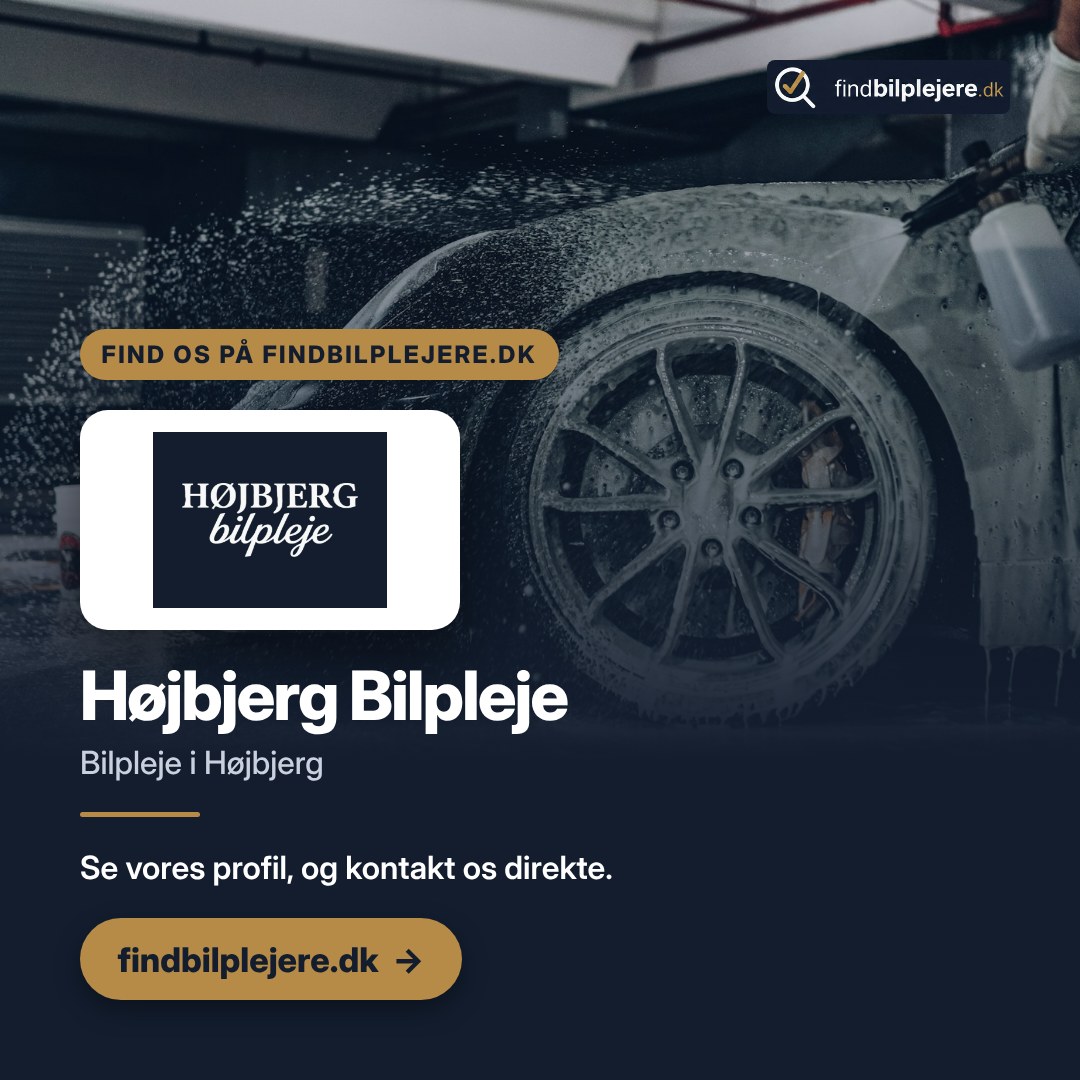 findbilplejere.dk
FIND OS PÅ FINDBILPLEJERE.DK
HØJBJERG
bilpleje
Højbjerg Bilpleje
Bilpleje i Højbjerg
Se vores profil, og kontakt os direkte.
findbilplejere.dk →